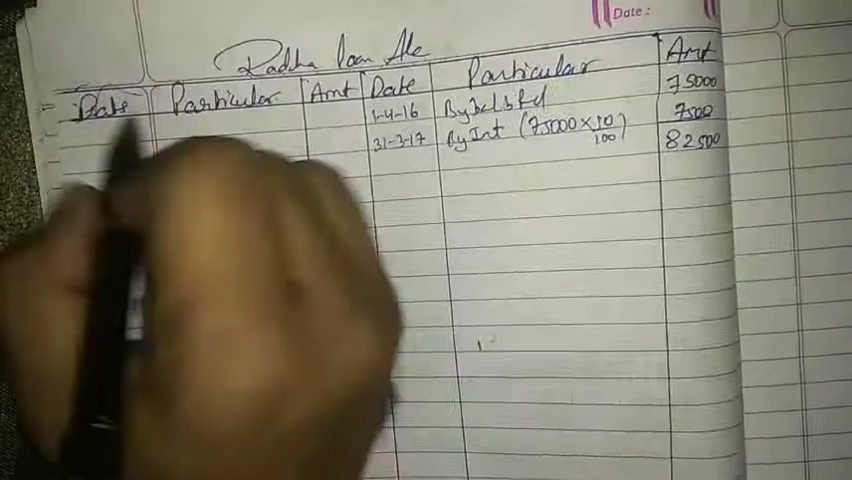 Date:
Radha loan A/c
Date Particular Amt Date Particular Amt
1-4-16 By bal b/d 75000
31-3-17 By Int (75000 × 10/100) 7500
82500